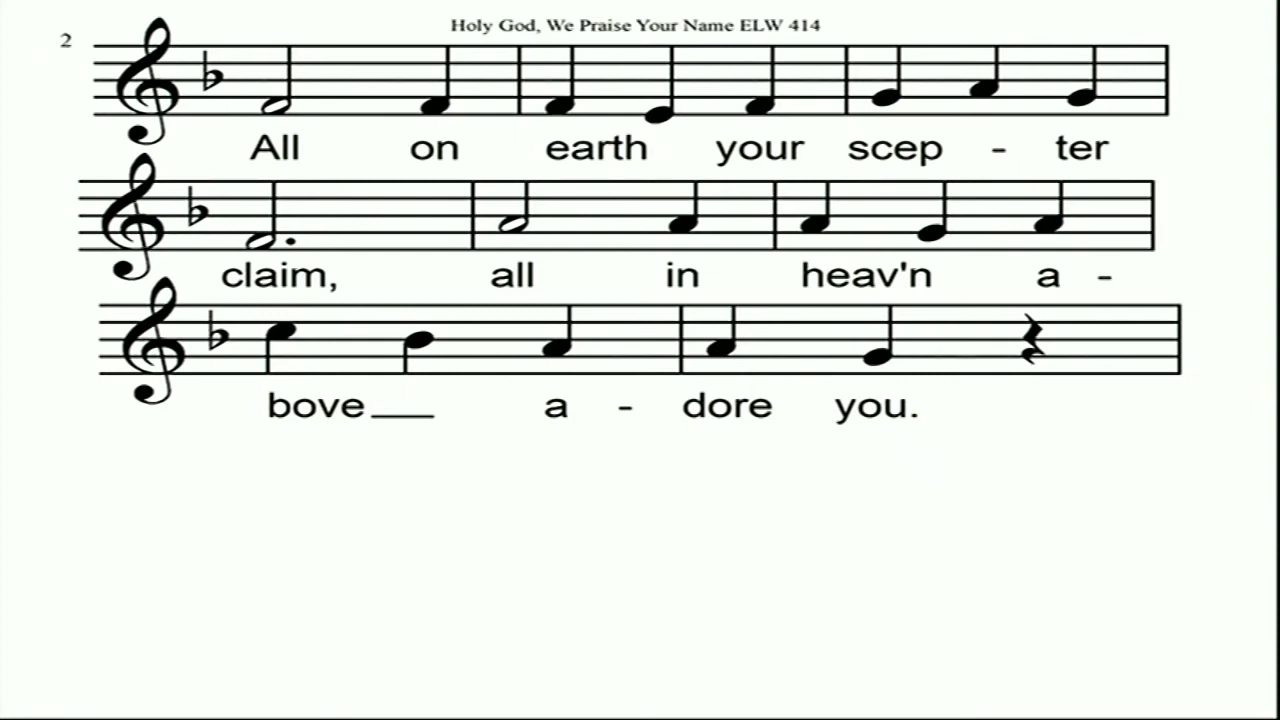 Holy God, We Praise Your Name ELW 414
2
All on earth your scep - ter
claim, all in heav'n a -
bove__ a - dore you.